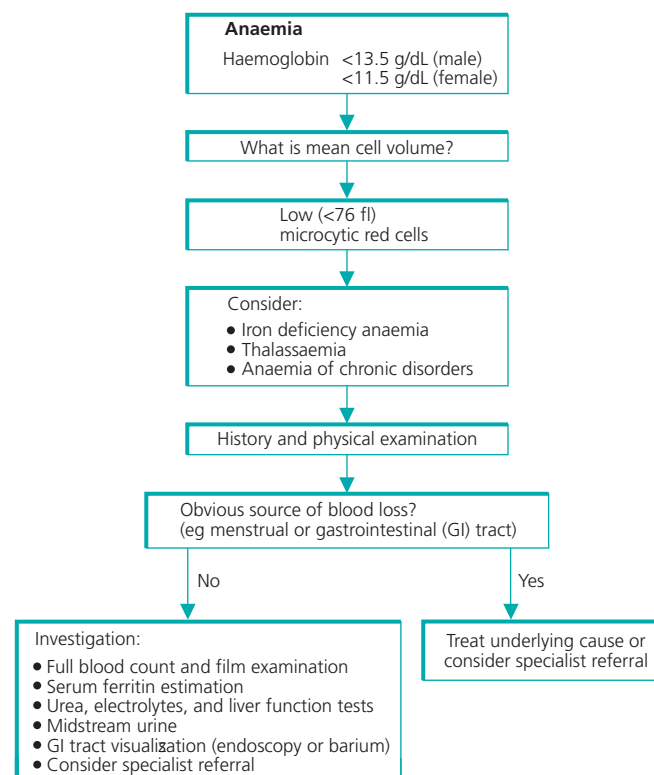 Anaemia
Haemoglobin <13.5 g/dL (male)
<11.5 g/dL (female)
What is mean cell volume?
Low (<76 fl)
microcytic red cells
Consider:
• Iron deficiency anaemia
• Thalassaemia
• Anaemia of chronic disorders
History and physical examination
Obvious source of blood loss?
(eg menstrual or gastrointestinal (GI) tract)
No
Yes
Investigation:
• Full blood count and film examination
• Serum ferritin estimation
• Urea, electrolytes, and liver function tests
• Midstream urine
• GI tract visualization (endoscopy or barium)
• Consider specialist referral
Treat underlying cause or
consider specialist referral